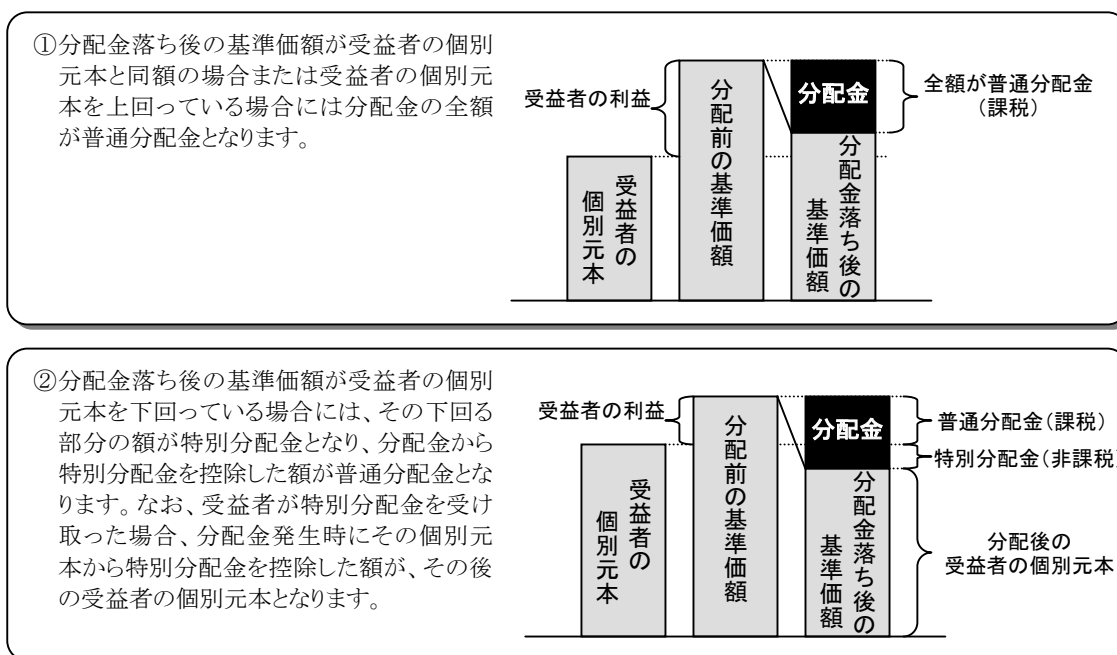 ①分配金落ち後の基準価額が受益者の個別
元本と同額の場合または受益者の個別元
本を上回っている場合には分配金の全額
が普通分配金となります。
受益者の利益
受益者の
個別元本
分配前の基準価額
分配金
分配金落ち後の
基準価額
全額が普通分配金
(課税)
②分配金落ち後の基準価額が受益者の個別
元本を下回っている場合には、その下回る
部分の額が特別分配金となり、分配金から
特別分配金を控除した額が普通分配金とな
ります。なお、受益者が特別分配金を受け
取った場合、分配金発生時にその個別元
本から特別分配金を控除した額が、その後
の受益者の個別元本となります。
受益者の利益
受益者の
個別元本
分配前の基準価額
分配金
分配金落ち後の
基準価額
普通分配金(課税)
特別分配金(非課税)
分配後の
受益者の個別元本